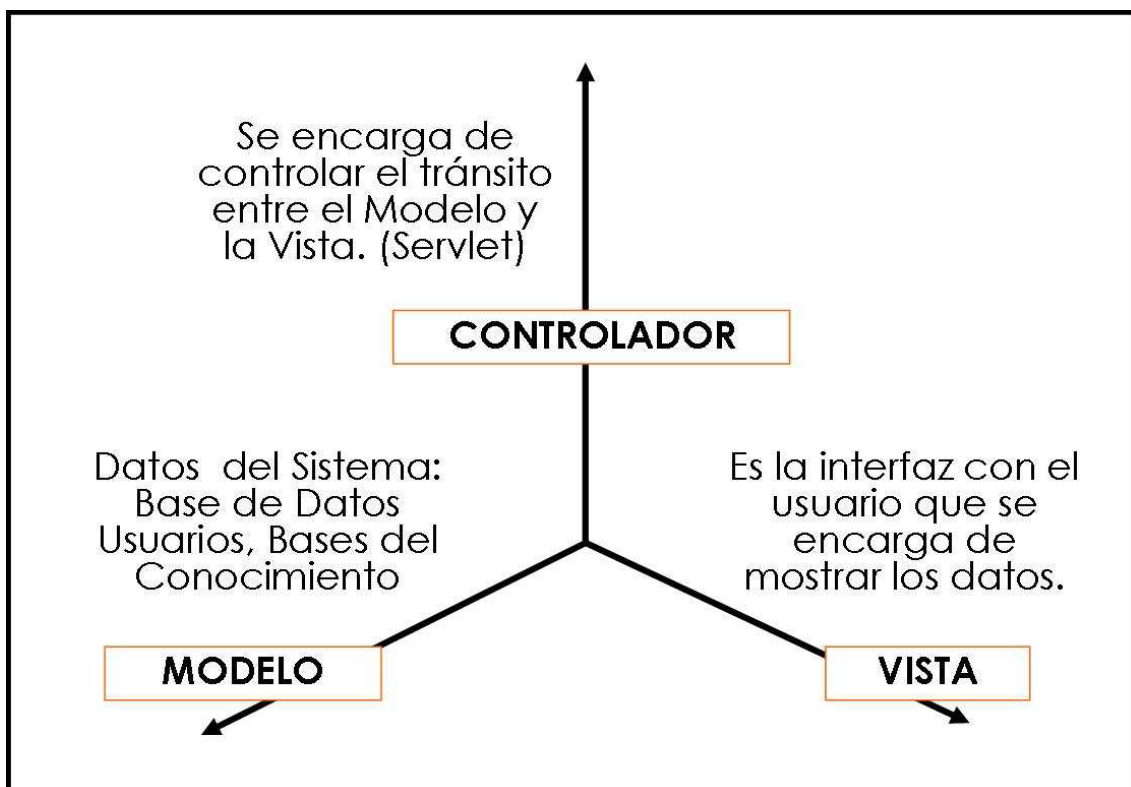 Se encarga de
controlar el tránsito
entre el Modelo y
la Vista. (Servlet)
CONTROLADOR
Datos del Sistema:
Base de Datos
Usuarios, Bases del
Conocimiento
MODELO
Es la interfaz con el
usuario que se
encarga de
mostrar los datos.
VISTA